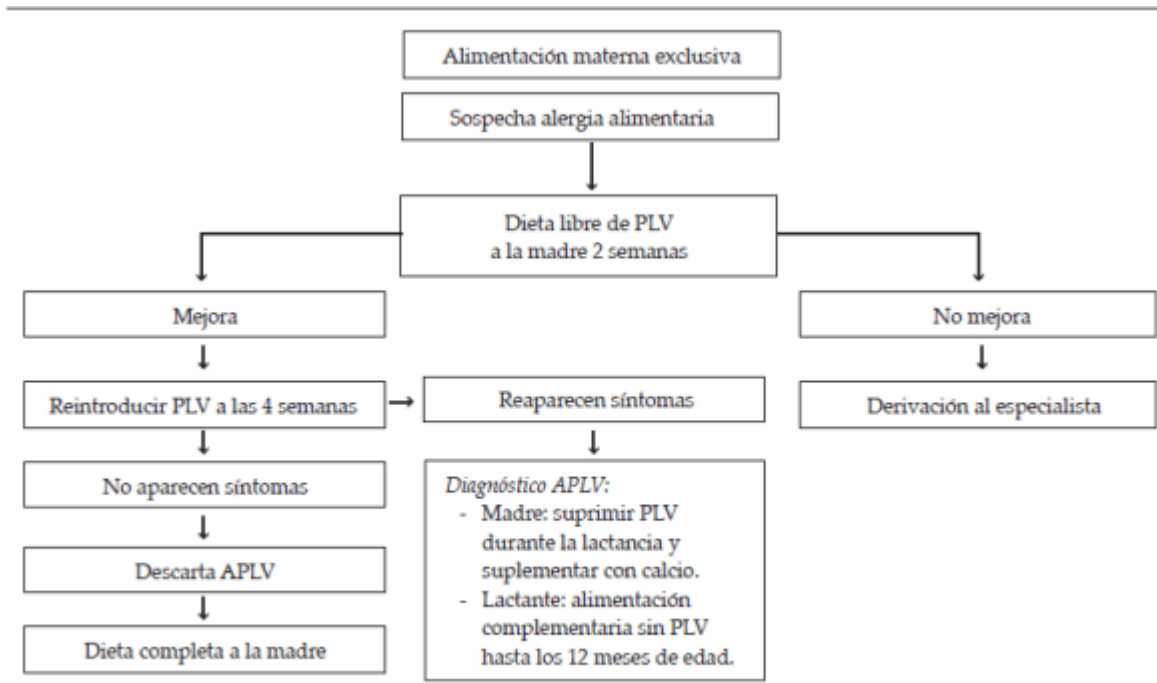 Alimentación materna exclusiva
Sospecha alergia alimentaria
Dieta libre de PLV
a la madre 2 semanas
Mejora
No mejora
Reintroducir PLV a las 4 semanas
Reaparecen síntomas
Derivación al especialista
No aparecen síntomas
Descarta APLV
Dieta completa a la madre
Diagnóstico APLV:
- Madre: suprimir PLV
durante la lactancia y
suplementar con calcio.
- Lactante: alimentación
complementaria sin PLV
hasta los 12 meses de edad.